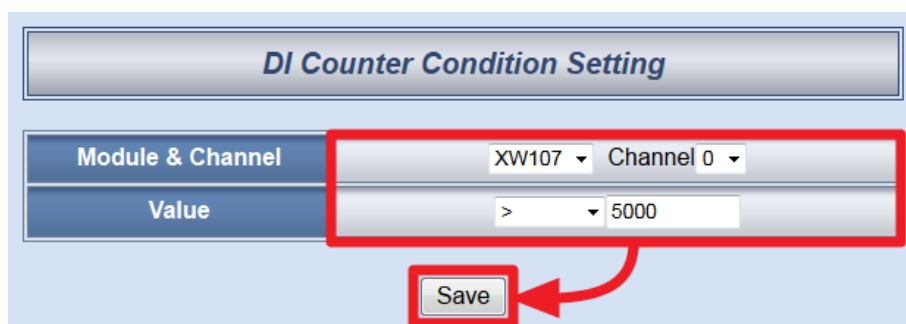 DI Counter Condition Setting
Module & Channel XW107 Channel 0
Value > 5000
Save